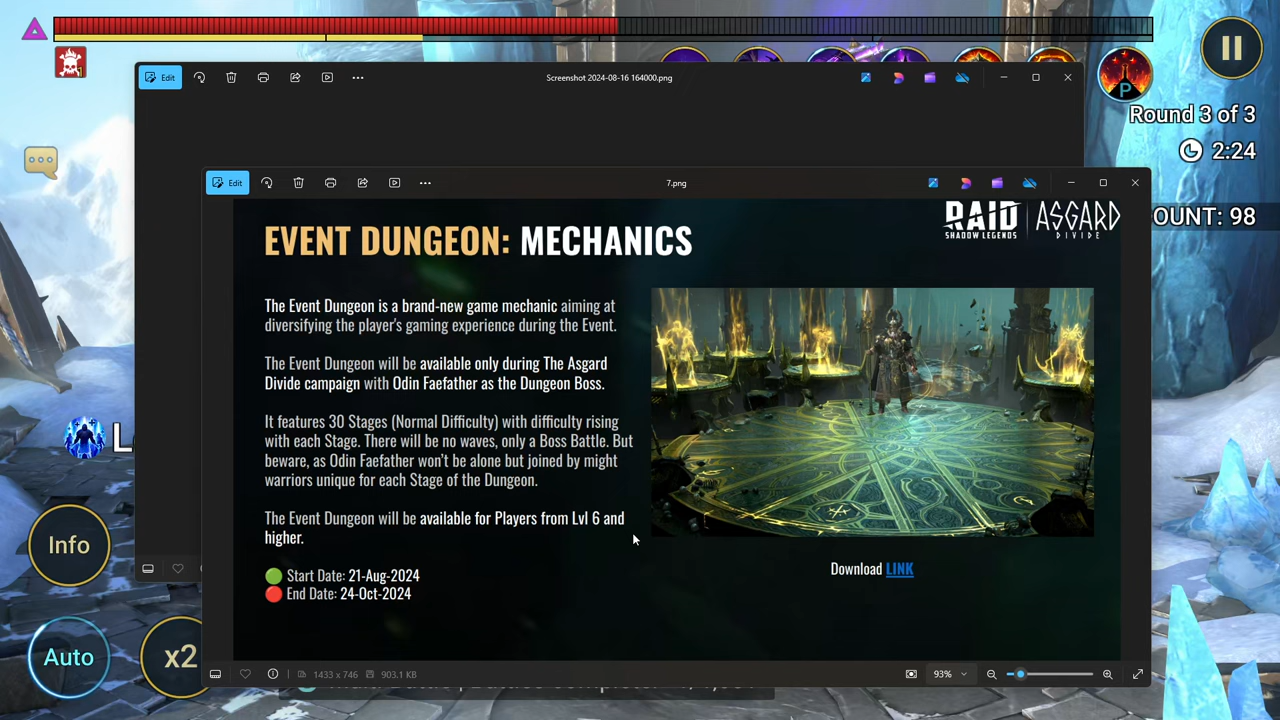 Edit
Screenshot 2024-08-16 164000.png
P
Round 3 of 3
2:24
Edit
7.png
OUNT: 98
RAID
SHADOW LEGENDS
ASGARD
DIVIDE
EVENT DUNGEON: MECHANICS
The Event Dungeon is a brand-new game mechanic aiming at
diversifying the player's gaming experience during the Event.
The Event Dungeon will be available only during The Asgard
Divide campaign with Odin Faefather as the Dungeon Boss.
It features 30 Stages (Normal Difficulty) with difficulty rising
with each Stage. There will be no waves, only a Boss Battle. But
beware, as Odin Faefather won't be alone but joined by might
warriors unique for each Stage of the Dungeon.
The Event Dungeon will be available for Players from Lvl 6 and
higher.
Start Date: 21-Aug-2024
End Date: 24-Oct-2024
Download LINK
L
Info
Auto
x2
1433 x 746
903.1 KB
93%